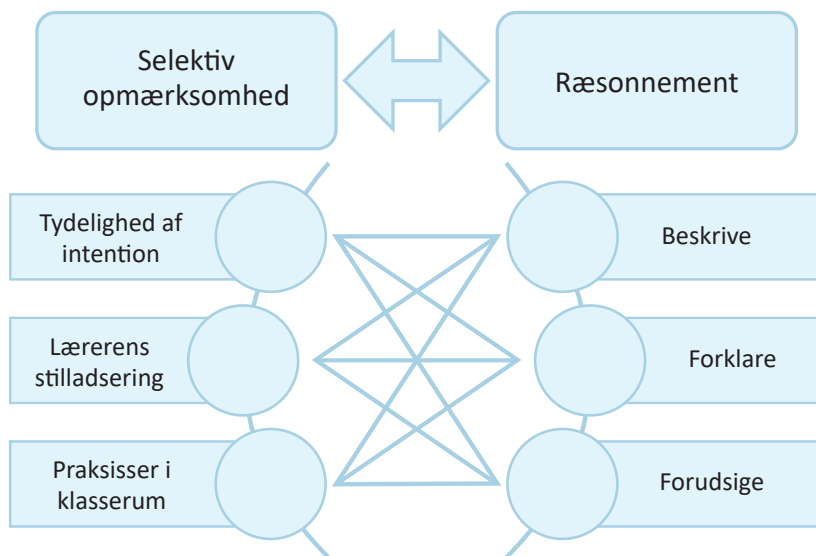 Selektiv
opmærksomhed
Ræsonnement
Tydelighed af
intention
Beskrive
Lærerens
stilladsering
Forklare
Praksisser i
klasserum
Forudsige